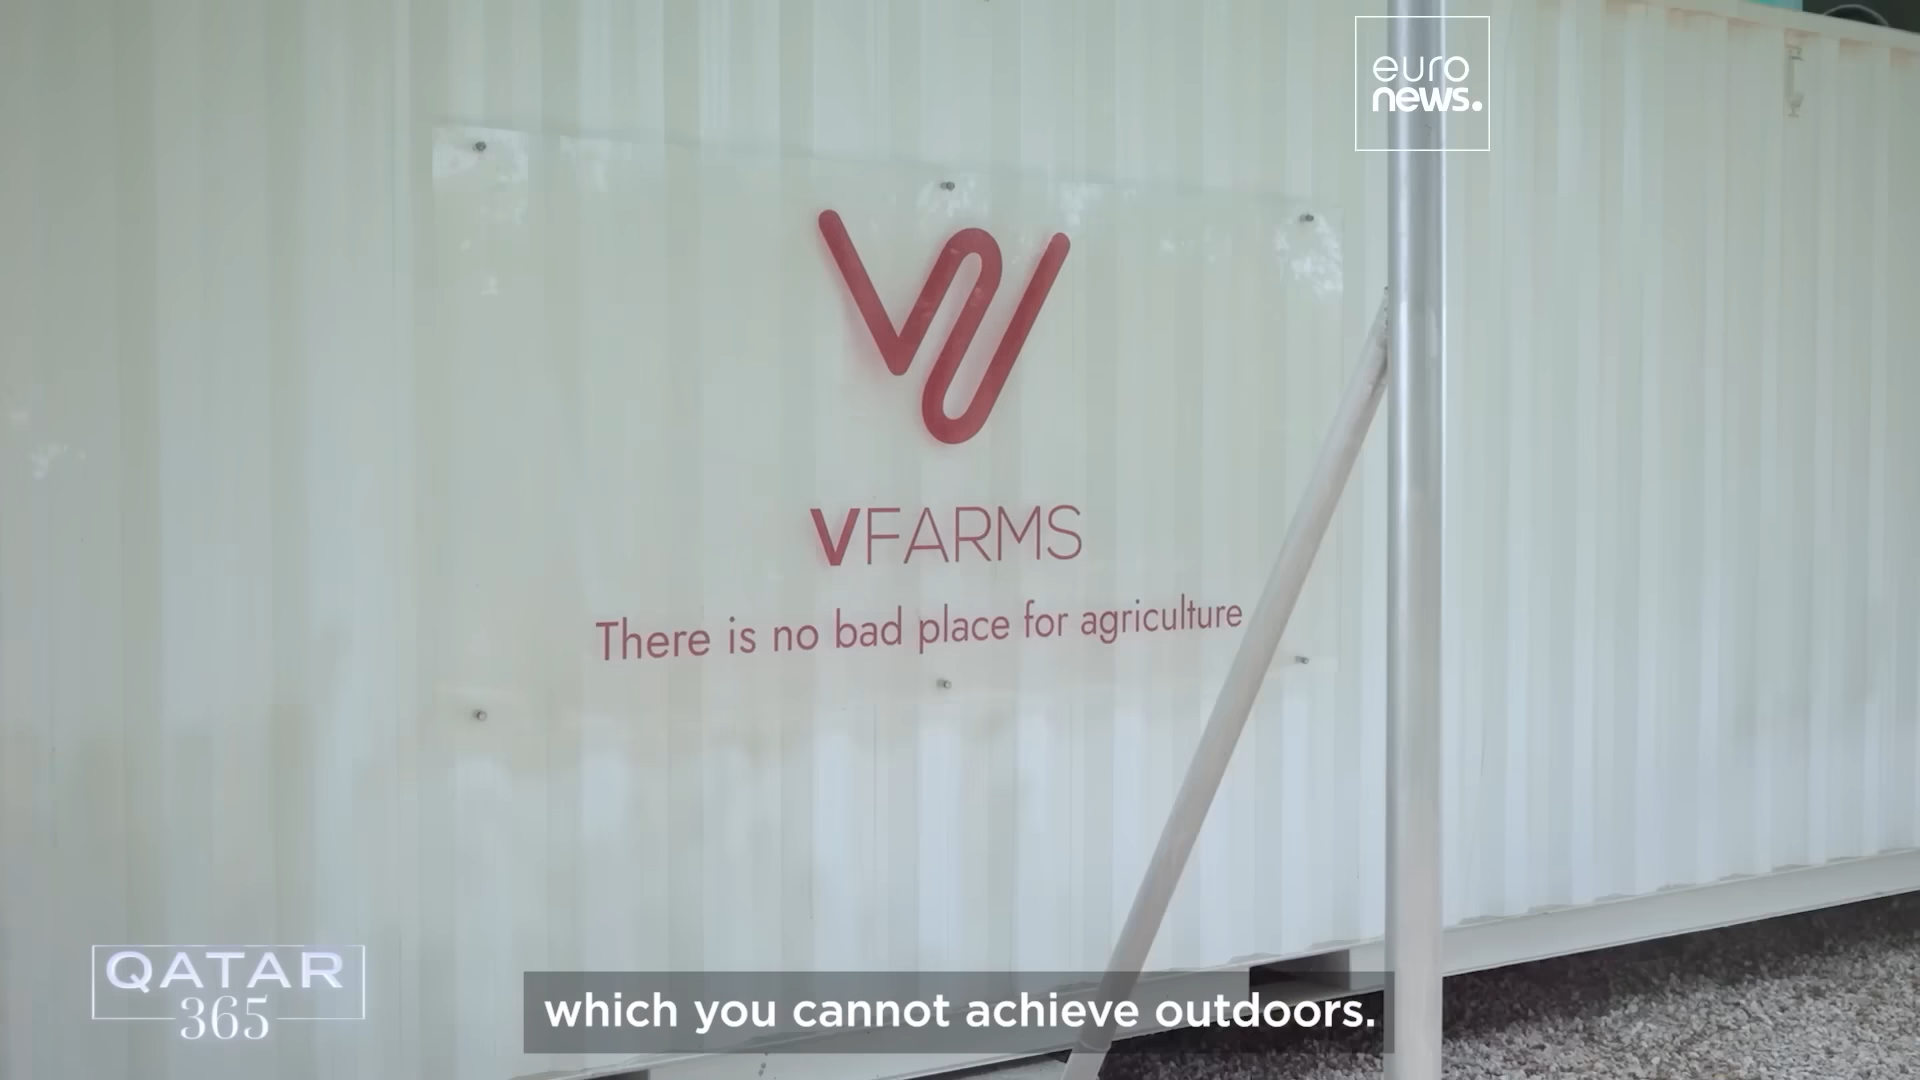 euro
news.
VFARMS
There is no bad place for agriculture
QATAR
365
which you cannot achieve outdoors.